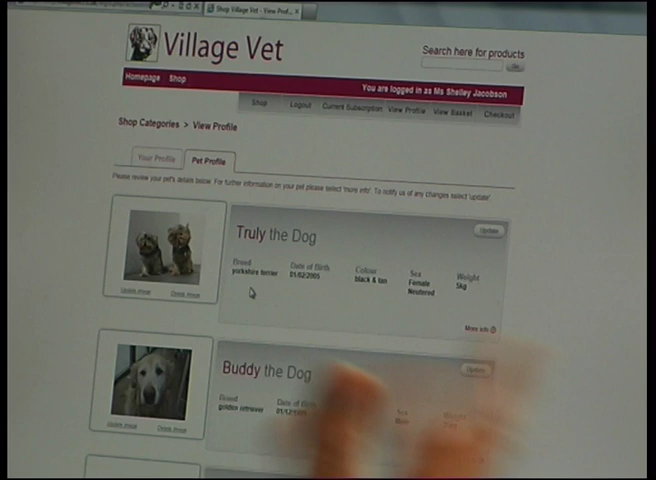 Shop Village Vet - View Prof...
Village Vet
Search here for products
Go
Homepage Shop
You are logged in as Ms Shelley Jacobson
Shop Logout Current Subscription View Profile View Basket Checkout
Shop Categories > View Profile
Your Profile Pet Profile
Please review your pet's details below. For further information on your pet please select 'more info'. To notify us of any changes select 'update'
Truly the Dog
Update
Breed Date of Birth Colour Sex Weight
yorkshire terrier 01/02/2005 black & tan Female 5kg
Neutered
Update image Delete image
More info
Buddy the Dog
Update
Breed Date of Birth Sex
golden retriever Male
Update image Delete image